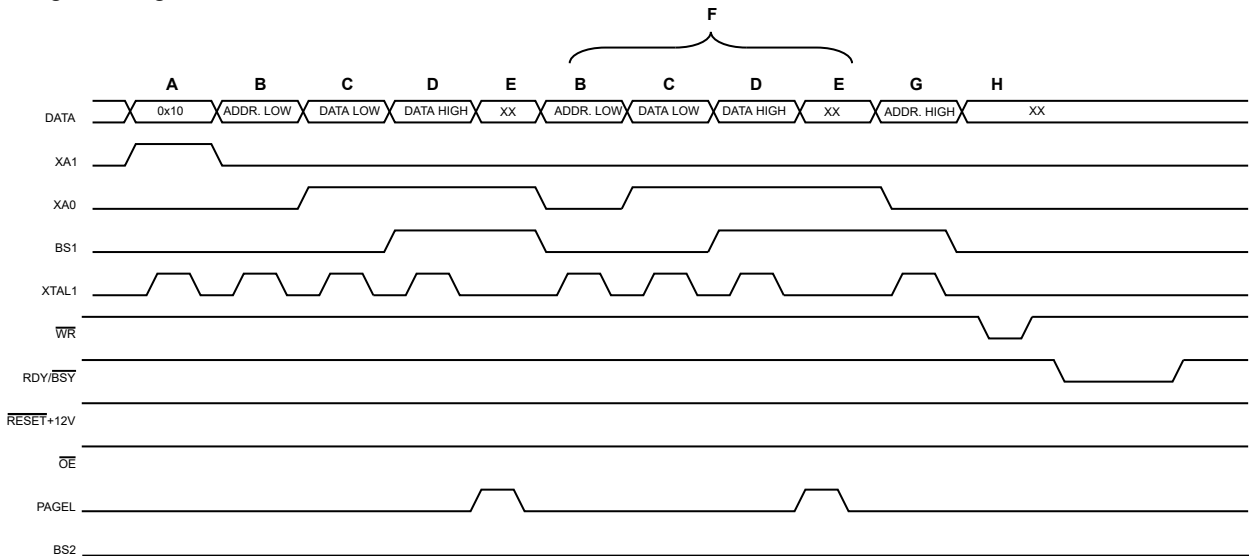 F
A B C D E B C D E G H
DATA 0x10 ADDR. LOW DATA LOW DATA HIGH XX ADDR. LOW DATA LOW DATA HIGH XX ADDR. HIGH XX
XA1
XA0
BS1
XTAL1
WR
RDY/BSY
RESET+12V
OE
PAGEL
BS2